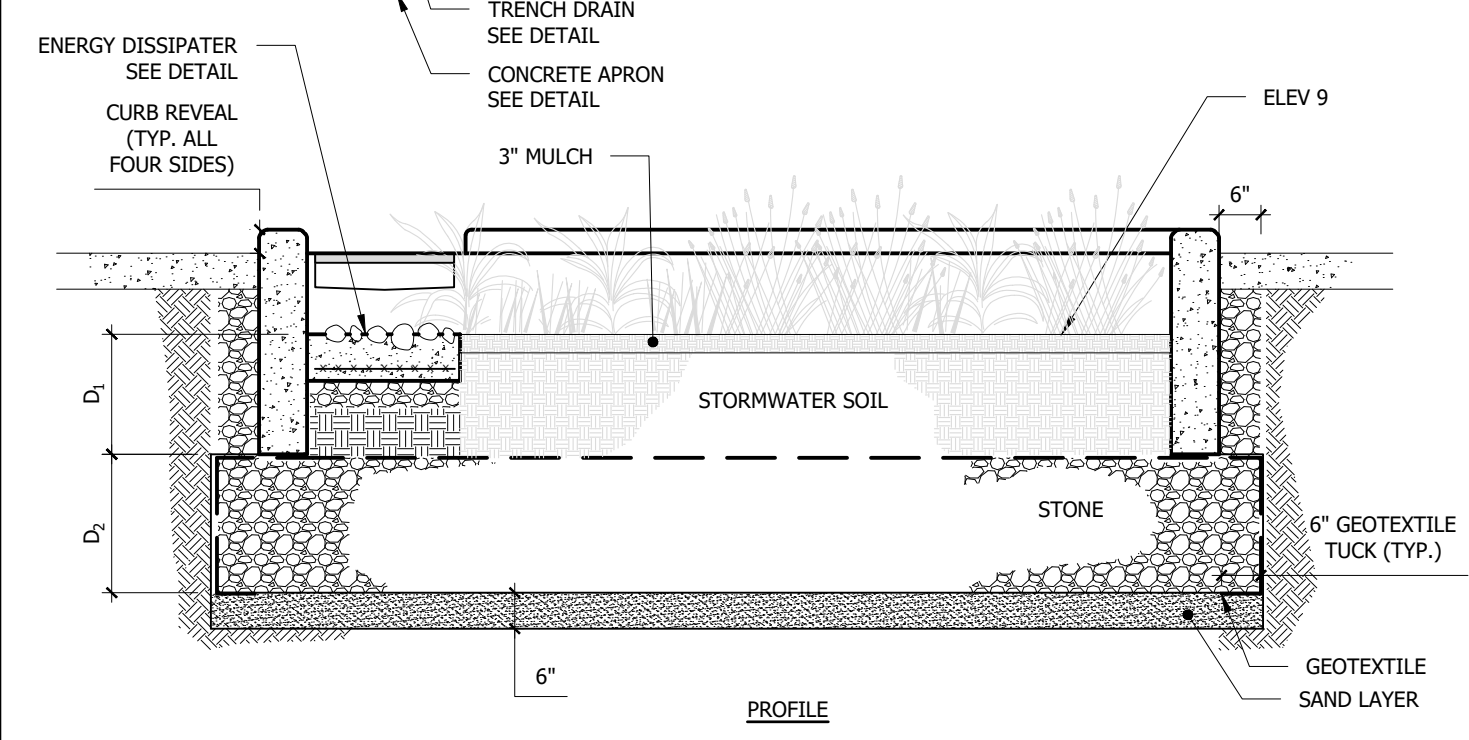 TRENCH DRAIN
SEE DETAIL
ENERGY DISSIPATER
SEE DETAIL
CONCRETE APRON
SEE DETAIL
CURB REVEAL
(TYP. ALL
FOUR SIDES)
ELEV 9
3" MULCH
6"
D1
STORMWATER SOIL
D2
STONE
6" GEOTEXTILE
TUCK (TYP.)
6"
GEOTEXTILE
SAND LAYER
PROFILE